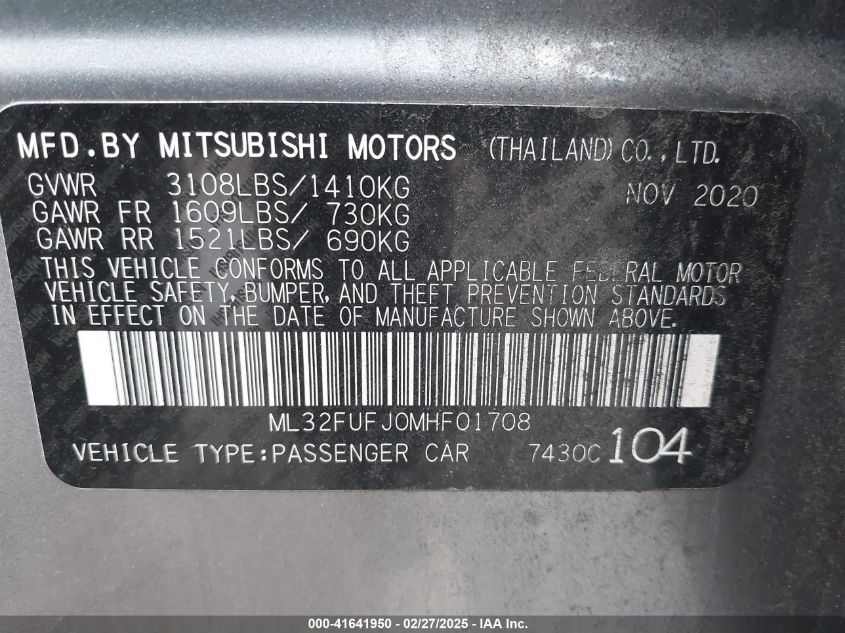 MFD.BY MITSUBISHI MOTORS (THAILAND) CO.,LTD.
GVWR 3108LBS/1410KG NOV 2020
GAWR FR 1609LBS/ 730KG
GAWR RR 1521LBS/ 690KG
THIS VEHICLE CONFORMS TO ALL APPLICABLE FEDERAL MOTOR
VEHICLE SAFETY, BUMPER, AND THEFT PREVENTION STANDARDS
IN EFFECT ON THE DATE OF MANUFACTURE SHOWN ABOVE.
ML32FUFJ0MHF01708
VEHICLE TYPE:PASSENGER CAR 7430C 104
000-41641950 - 02/27/2025 - IAA Inc.